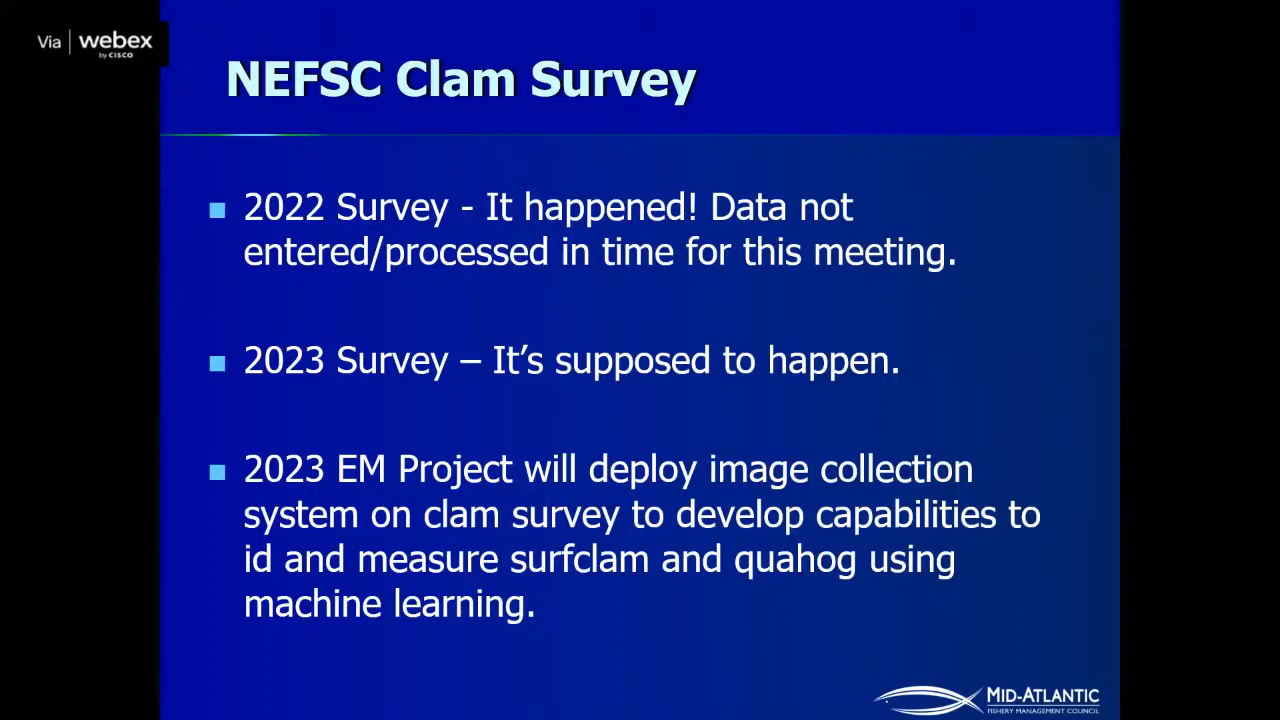 Via | webex
by CISCO
NEFSC Clam Survey
2022 Survey - It happened! Data not
entered/processed in time for this meeting.
2023 Survey – It’s supposed to happen.
2023 EM Project will deploy image collection
system on clam survey to develop capabilities to
id and measure surfclam and quahog using
machine learning.
MID-ATLANTIC
FISHERY MANAGEMENT COUNCIL